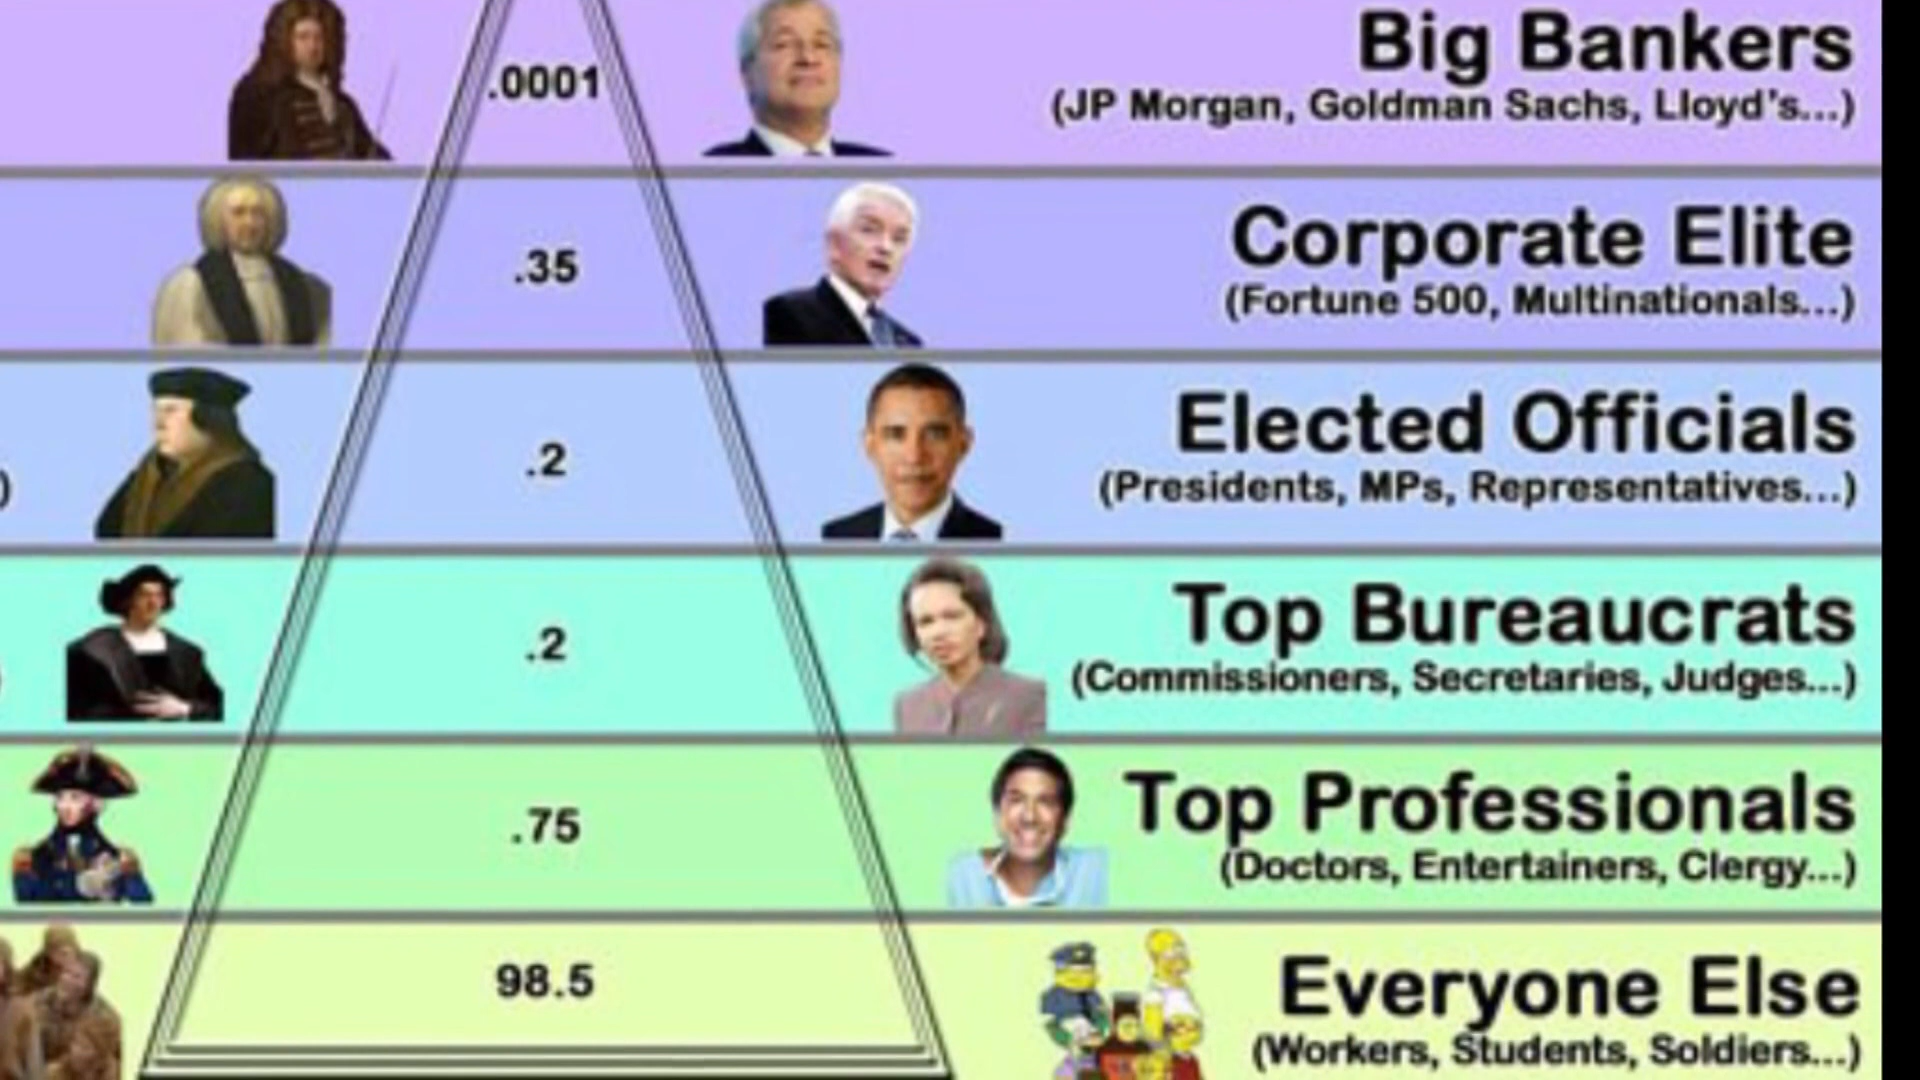 .0001
Big Bankers
(JP Morgan, Goldman Sachs, Lloyd's...)
.35
Corporate Elite
(Fortune 500, Multinationals...)
)
.2
Elected Officials
(Presidents, MPs, Representatives...)
.2
Top Bureaucrats
(Commissioners, Secretaries, Judges...)
.75
Top Professionals
(Doctors, Entertainers, Clergy...)
98.5
Everyone Else
(Workers, Students, Soldiers...)